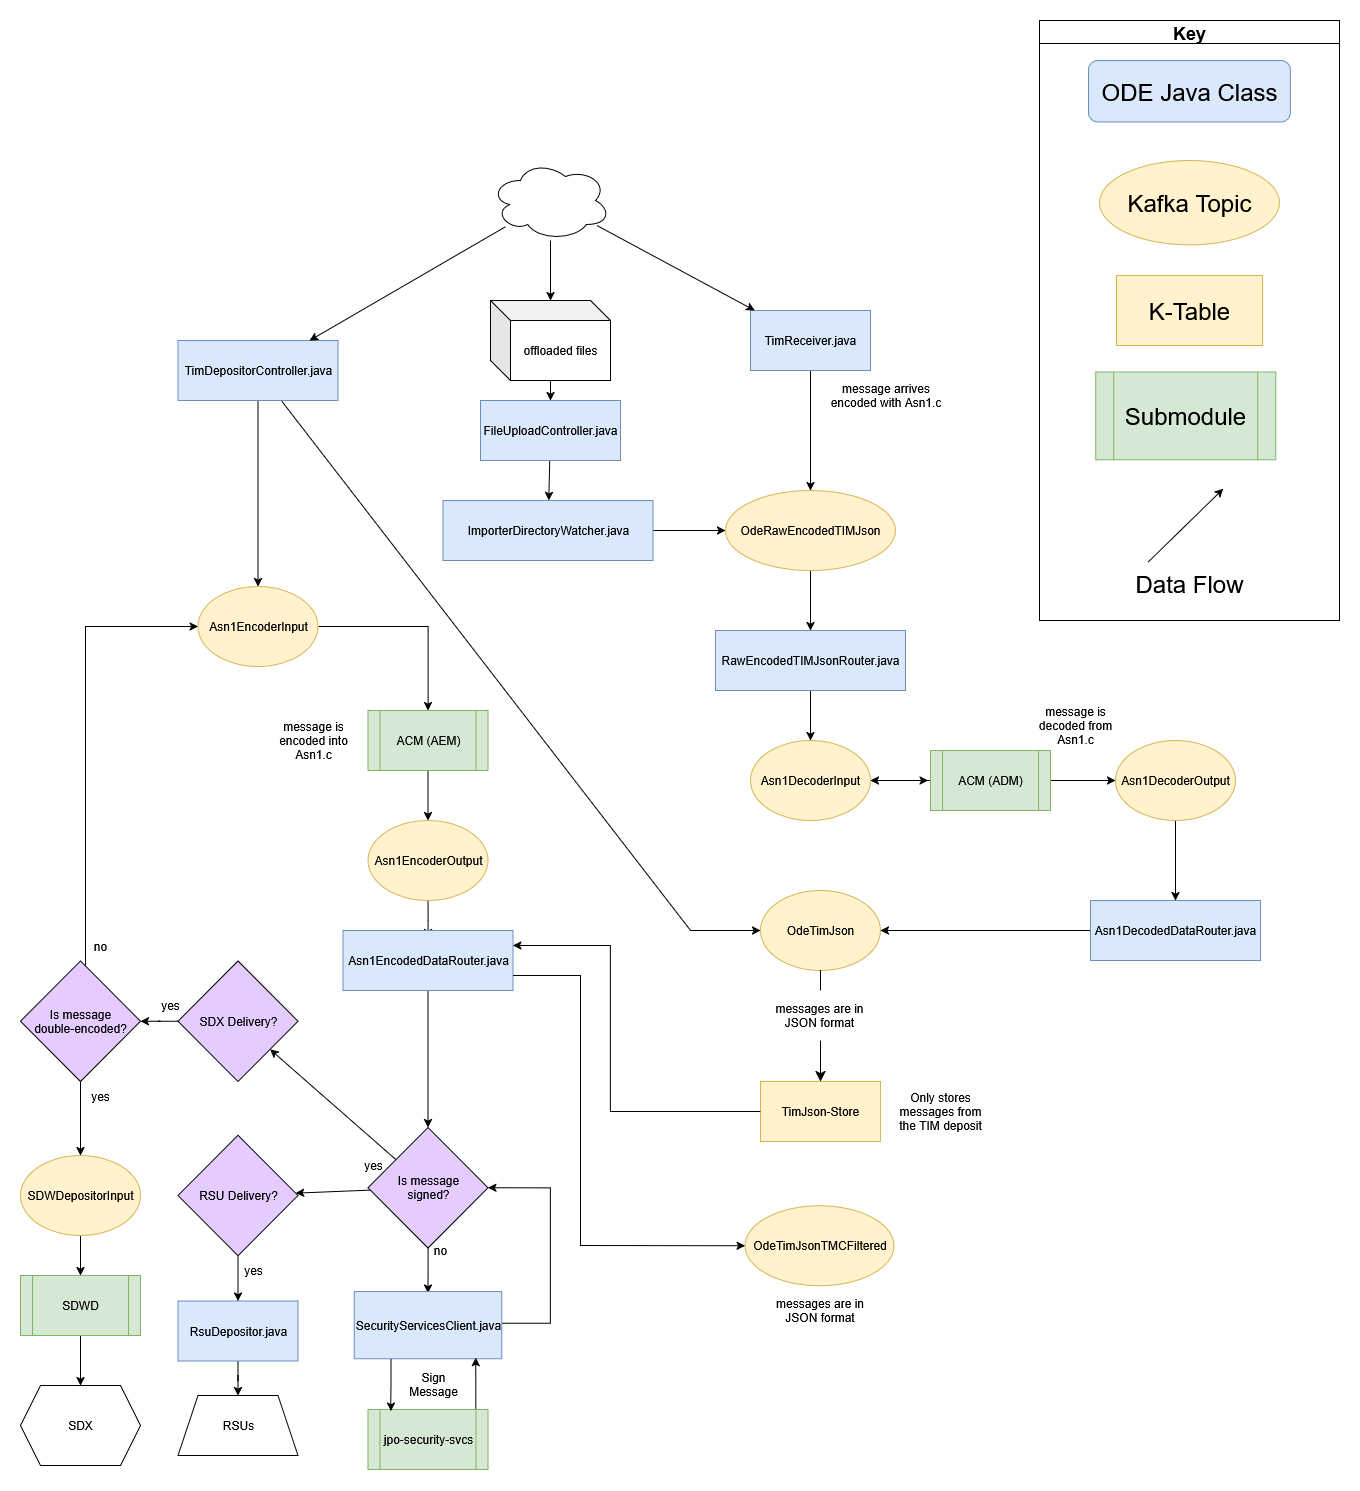 Key
ODE Java Class
Kafka Topic
K-Table
Submodule
Data Flow
TimDepositorController.java
offloaded files
TimReceiver.java
message arrives
encoded with Asn1.c
FileUploadController.java
ImporterDirectoryWatcher.java
OdeRawEncodedTIMJson
Asn1EncoderInput
RawEncodedTIMJsonRouter.java
message is
encoded into
Asn1.c
ACM (AEM)
message is
decoded from
Asn1.c
Asn1DecoderInput
ACM (ADM)
Asn1DecoderOutput
Asn1EncoderOutput
OdeTimJson
Asn1DecodedDataRouter.java
Asn1EncodedDataRouter.java
no
Is message
double-encoded?
yes
SDX Delivery?
messages are in
JSON format
yes
TimJson-Store
Only stores
messages from
the TIM deposit
SDWDepositorInput
RSU Delivery?
yes
Is message
signed?
no
OdeTimJsonTMCFiltered
messages are in
JSON format
yes
SDWD
RsuDepositor.java
SecurityServicesClient.java
Sign
Message
SDX
RSUs
jpo-security-svcs